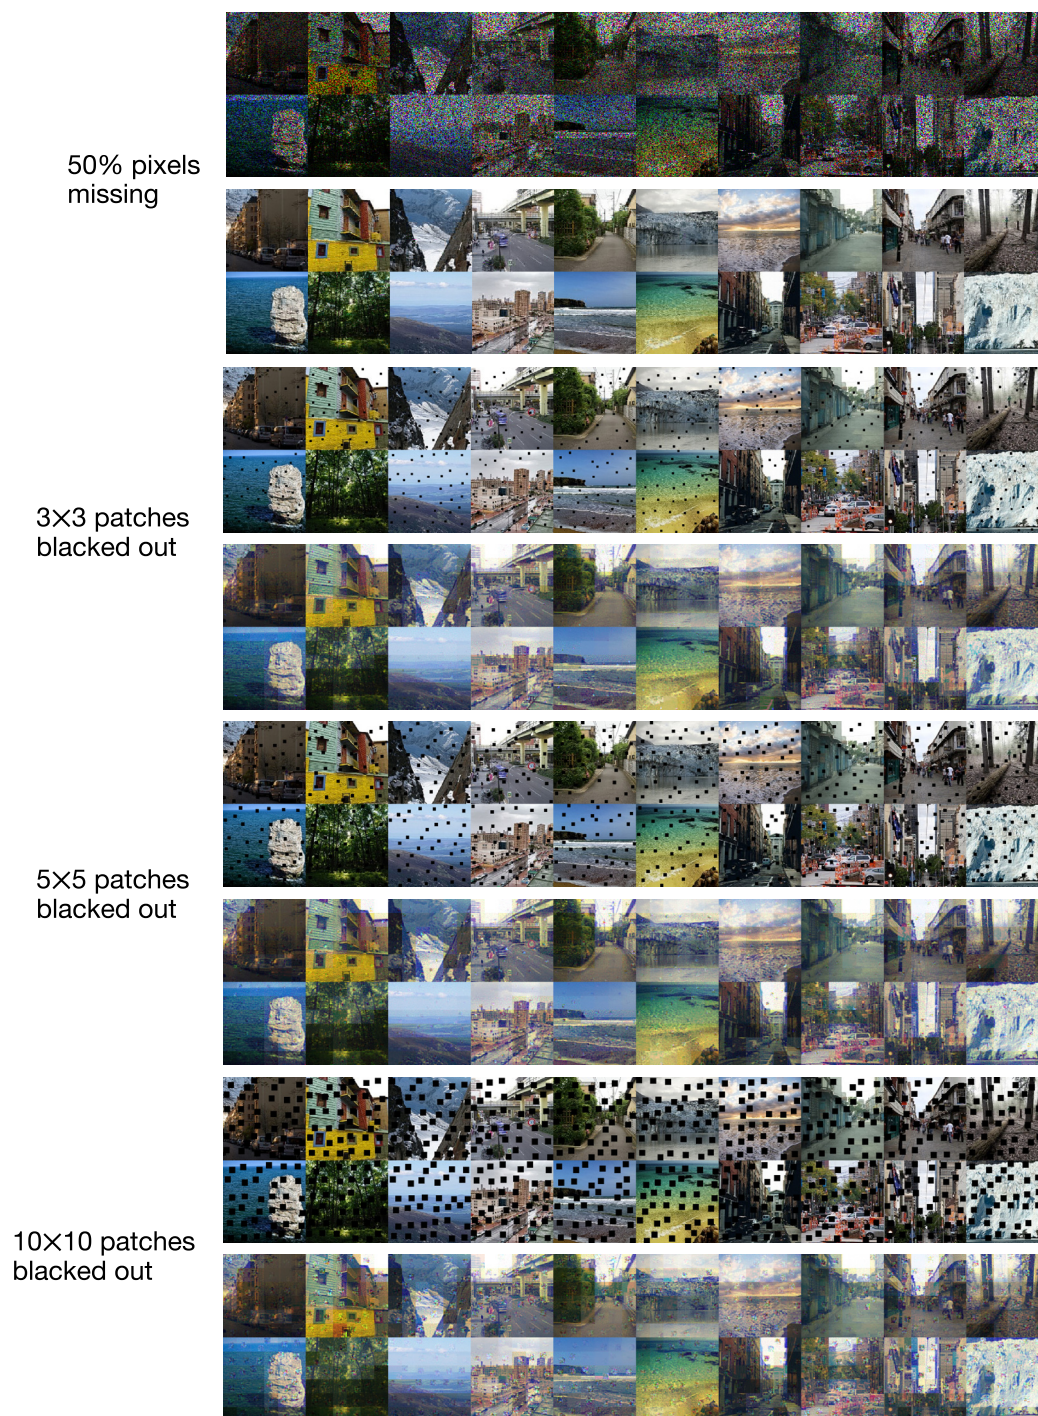 50% pixels
missing
3×3 patches
blacked out
5×5 patches
blacked out
10×10 patches
blacked out